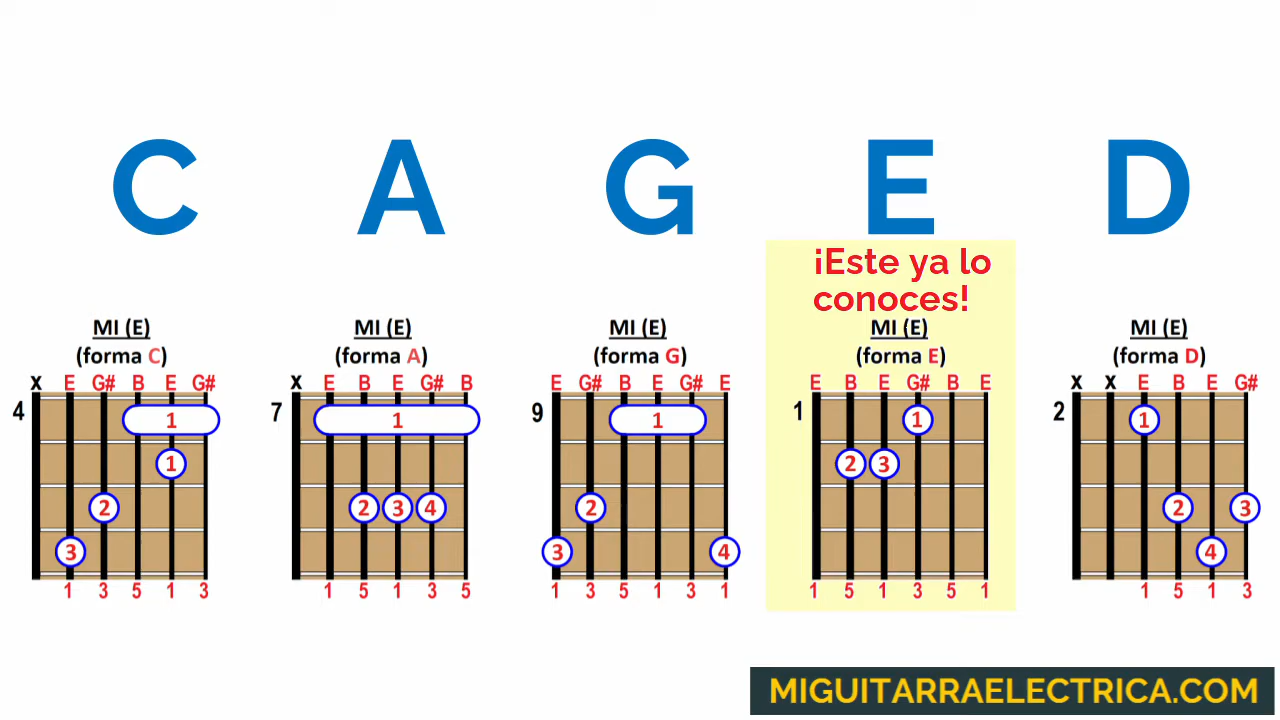 C A G E D
¡Este ya lo
conoces!
MI (E) MI (E) MI (E) MI (E) MI (E)
(forma C) (forma A) (forma G) (forma E) (forma D)
x E G# B E G# x E B E G# B E G# B E G# E E B E G# B E x x E B E G#
4 1 7 1 9 1 1 1 2 1
1 2 3
2 2 3 4 2 2 3
3 3 4 4
1 3 5 1 3 1 5 1 3 5 1 3 5 1 3 1 1 5 1 3 5 1 1 5 1 3
MIGUITARRAELECTRICA.COM